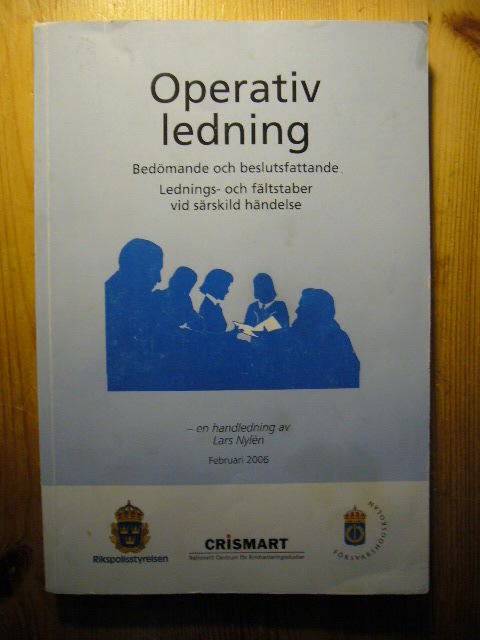 Operativ
ledning
Bedömande och beslutsfattande.
Lednings- och fältstaber
vid särskild händelse
– en handledning av
Lars Nylén
Februari 2006
Rikspolisstyrelsen
CRiSMART
Nationellt Centrum för Krishanteringsstudier
FÖRSVARSHÖGSKOLAN